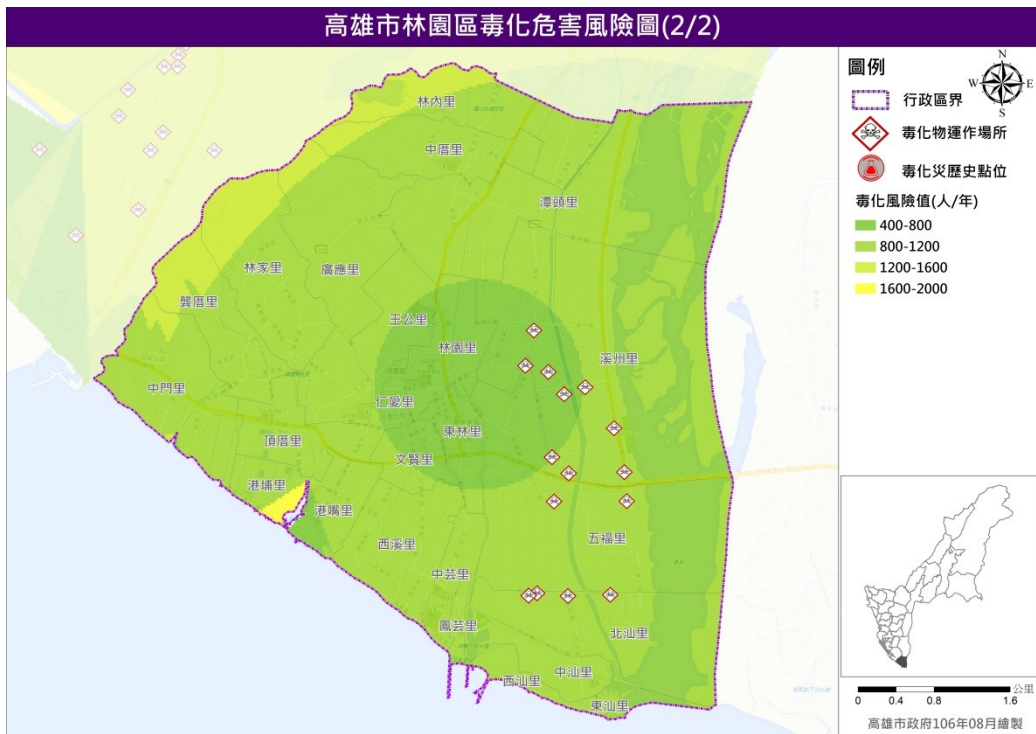 高雄市林園區毒化危害風險圖(2/2)
林內里
中厝里
潭頭里
林家里
廣應里
龔厝里
王公里
林園里
溪州里
中門里
仁愛里
東林里
頂厝里
文賢里
港埔里
港嘴里
西溪里
五福里
中芸里
鳳芸里
北汕里
中汕里
西汕里
東汕里
圖例
N
W
E
S
行政區界
毒化物運作場所
毒化災歷史點位
毒化風險值(人/年)
400-800
800-1200
1200-1600
1600-2000
公里
0 0.4 0.8 1.6
高雄市政府106年08月繪製